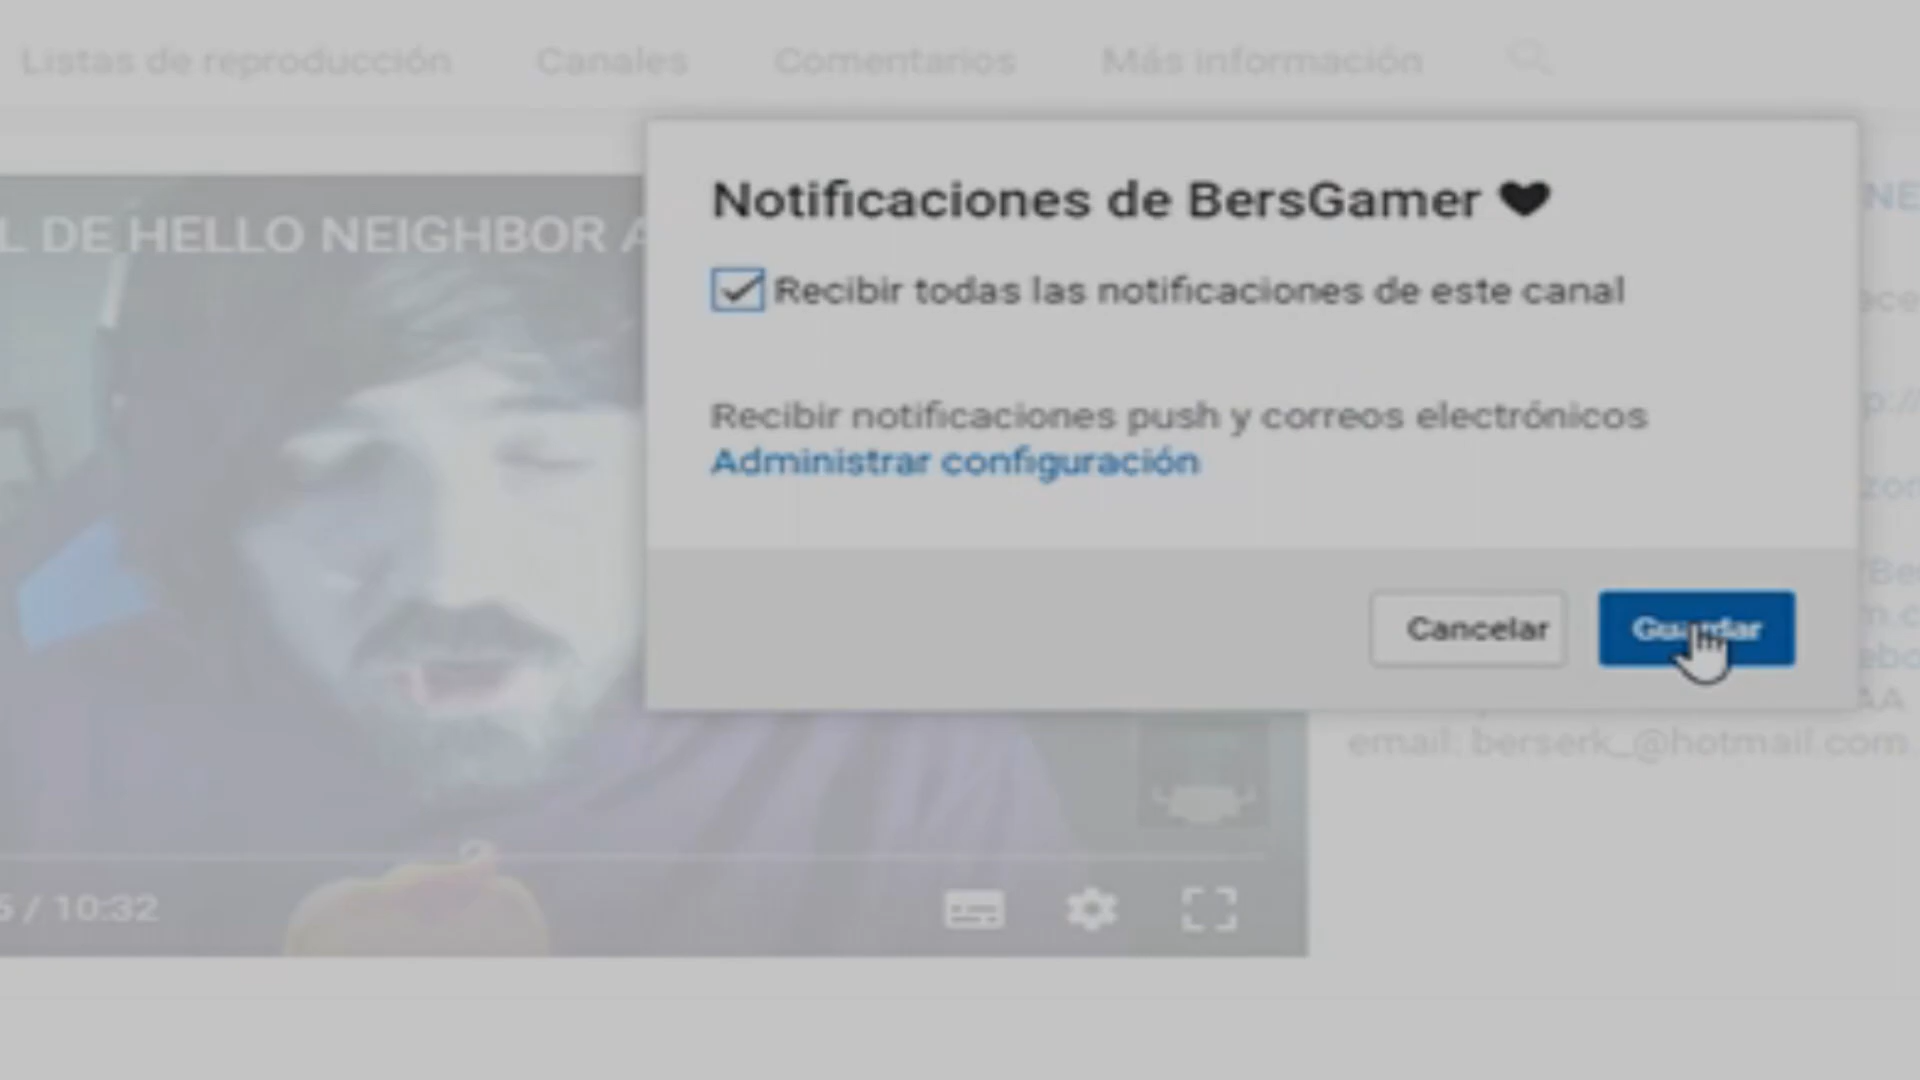 Listas de reproducción Canales Comentarios Más información
L DE HELLO NEIGHBOR A
Notificaciones de BersGamer ♥
Recibir todas las notificaciones de este canal
Recibir notificaciones push y correos electrónicos
Administrar configuración
Cancelar Guardar
AA
email: berserk_@hotmail.com
/ 10:32